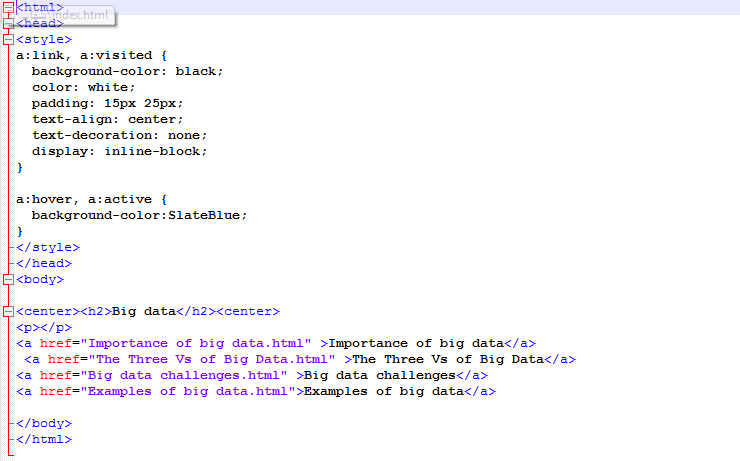 <html>
\index.html
<head>
<style>
a:link, a:visited {
  background-color: black;
  color: white;
  padding: 15px 25px;
  text-align: center;
  text-decoration: none;
  display: inline-block;
}

a:hover, a:active {
  background-color:SlateBlue;
}
</style>
</head>
<body>

<center><h2>Big data</h2><center>
<p></p>
<a href="Importance of big data.html" >Importance of big data</a>
 <a href="The Three Vs of Big Data.html" >The Three Vs of Big Data</a>
<a href="Big data challenges.html" >Big data challenges</a>
<a href="Examples of big data.html">Examples of big data</a>

</body>
</html>